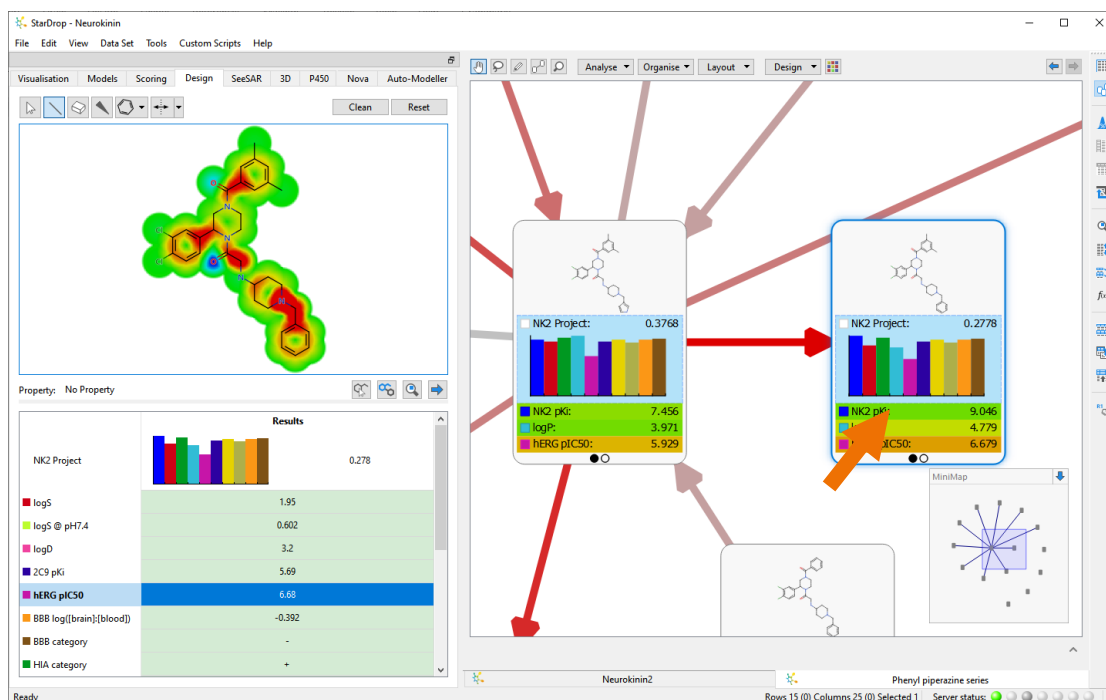 StarDrop - Neurokinin
File Edit View Data Set Tools Custom Scripts Help
Visualisation Models Scoring Design SeeSAR 3D P450 Nova Auto-Modeller
Clean Reset
Property: No Property
Results
NK2 Project 0.278
logS 1.95
logS @ pH7.4 0.602
logD 3.2
2C9 pKi 5.69
hERG pIC50 6.68
BBB log([brain]:[blood]) -0.392
BBB category -
HIA category +
Ready
Analyse Organise Layout Design
NK2 Project: 0.3768
NK2 pKi: 7.456
logP: 3.971
hERG pIC50: 5.929
NK2 Project: 0.2778
NK2 pKi: 9.046
4.779
pIC50: 6.679
MiniMap
Neurokinin2 Phenyl piperazine series
Rows 15 (0) Columns 25 (0) Selected 1 Server status: